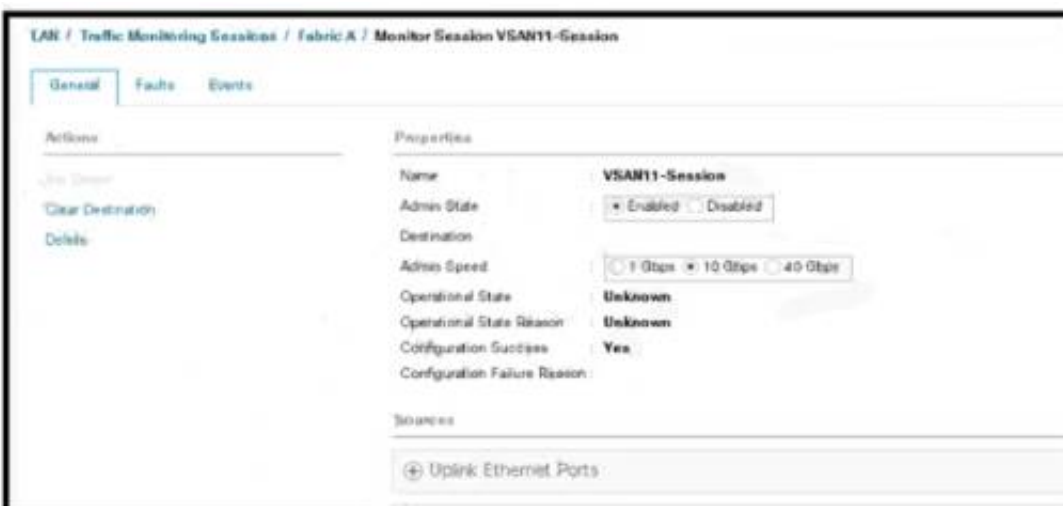 LAN / Traffic Monitoring Sessions / Fabric A / Monitor Session VSAN11-Session
General Faults Events
Actions
Clear Destination
Delete
Properties
Name : VSAN11-Session
Admin State : Enabled Disabled
Destination
Admin Speed : 1 Gbps 10 Gbps 40 Gbps
Operational State : Unknown
Operational State Reason : Unknown
Configuration Success : Yes
Configuration Failure Reason :
Sources
Uplink Ethernet Ports